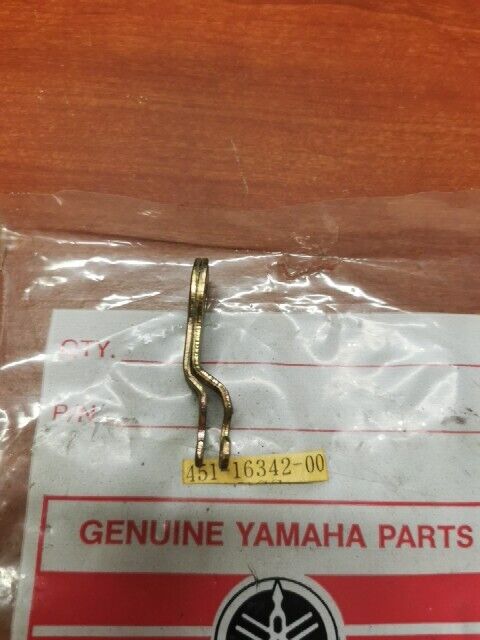 QTY.
P/N
451 16342-00
GENUINE YAMAHA PARTS